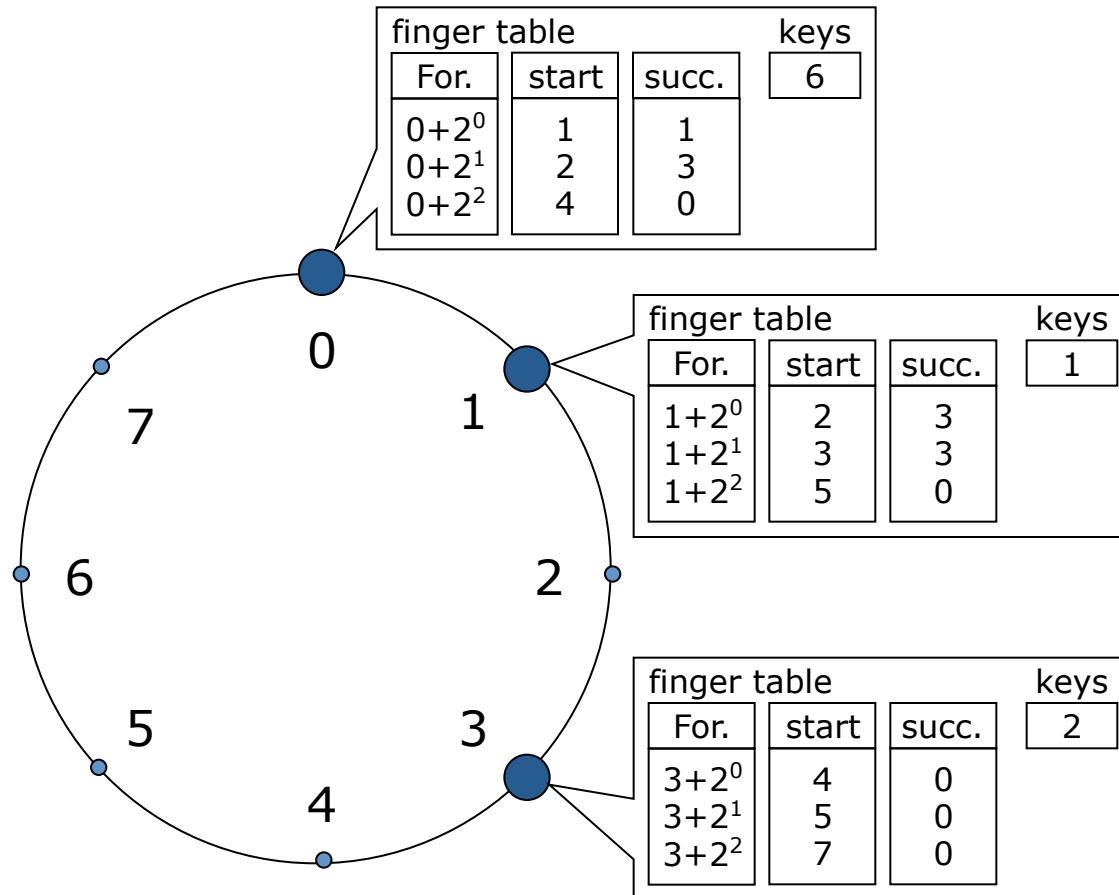 finger table keys
For. start succ. 6
0+2⁰ 1 1
0+2¹ 2 3
0+2² 4 0
0
finger table keys
For. start succ. 1
1+2⁰ 2 3
1+2¹ 3 3
1+2² 5 0
7 1
6 2
5 3
4
finger table keys
For. start succ. 2
3+2⁰ 4 0
3+2¹ 5 0
3+2² 7 0